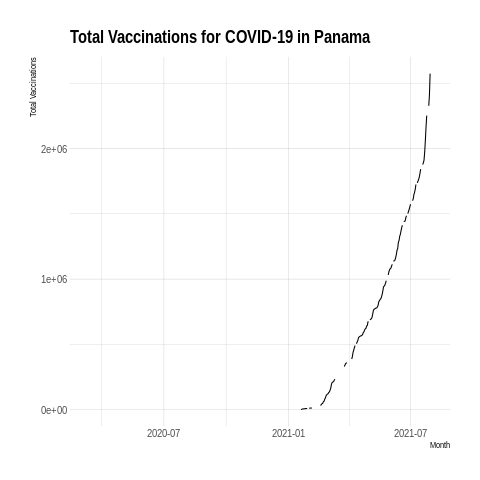 Total Vaccinations for COVID-19 in Panama
Total Vaccinations
2e+06
1e+06
0e+00
2020-07 2021-01 2021-07
Month